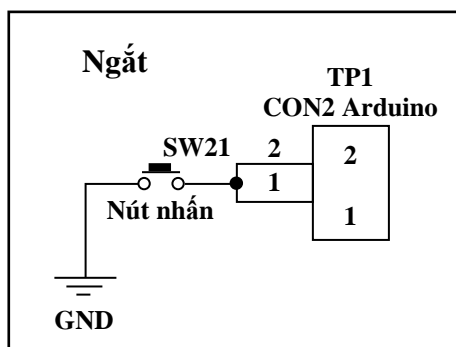 Ngắt
TP1
CON2 Arduino
SW21
2
2
1
Nút nhấn
1
GND